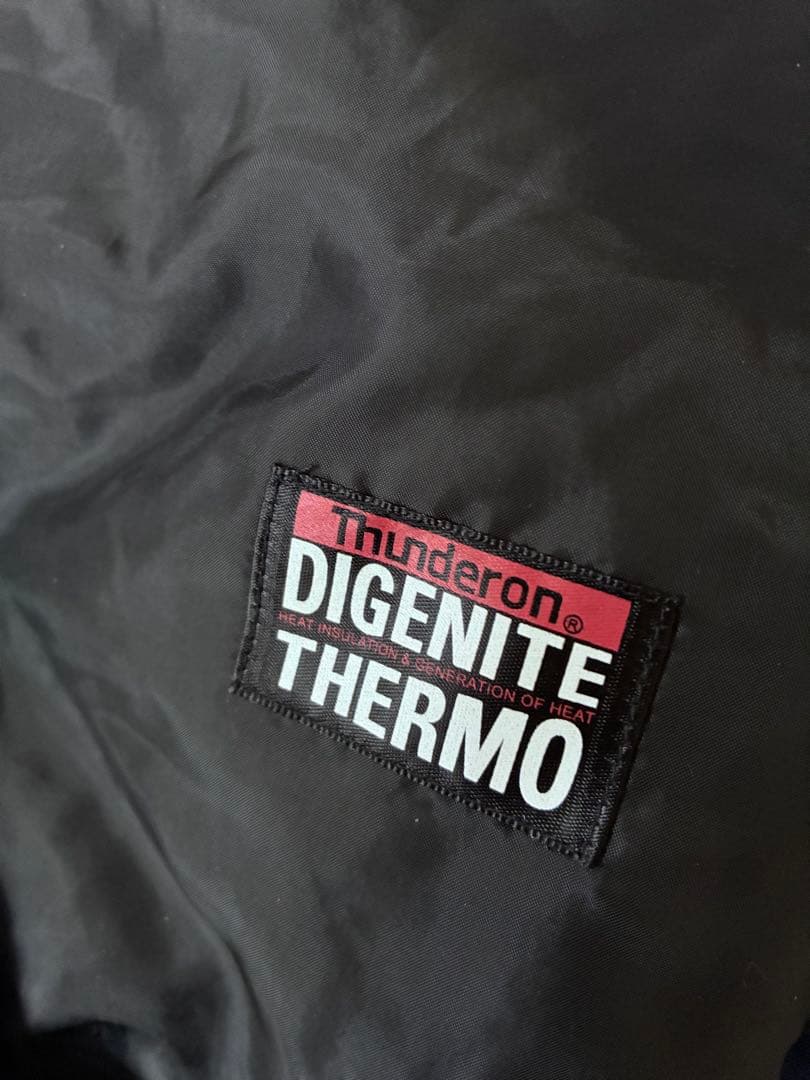 Thunderon®
DIGENITE
HEAT INSULATION & GENERATION OF HEAT
THERMO